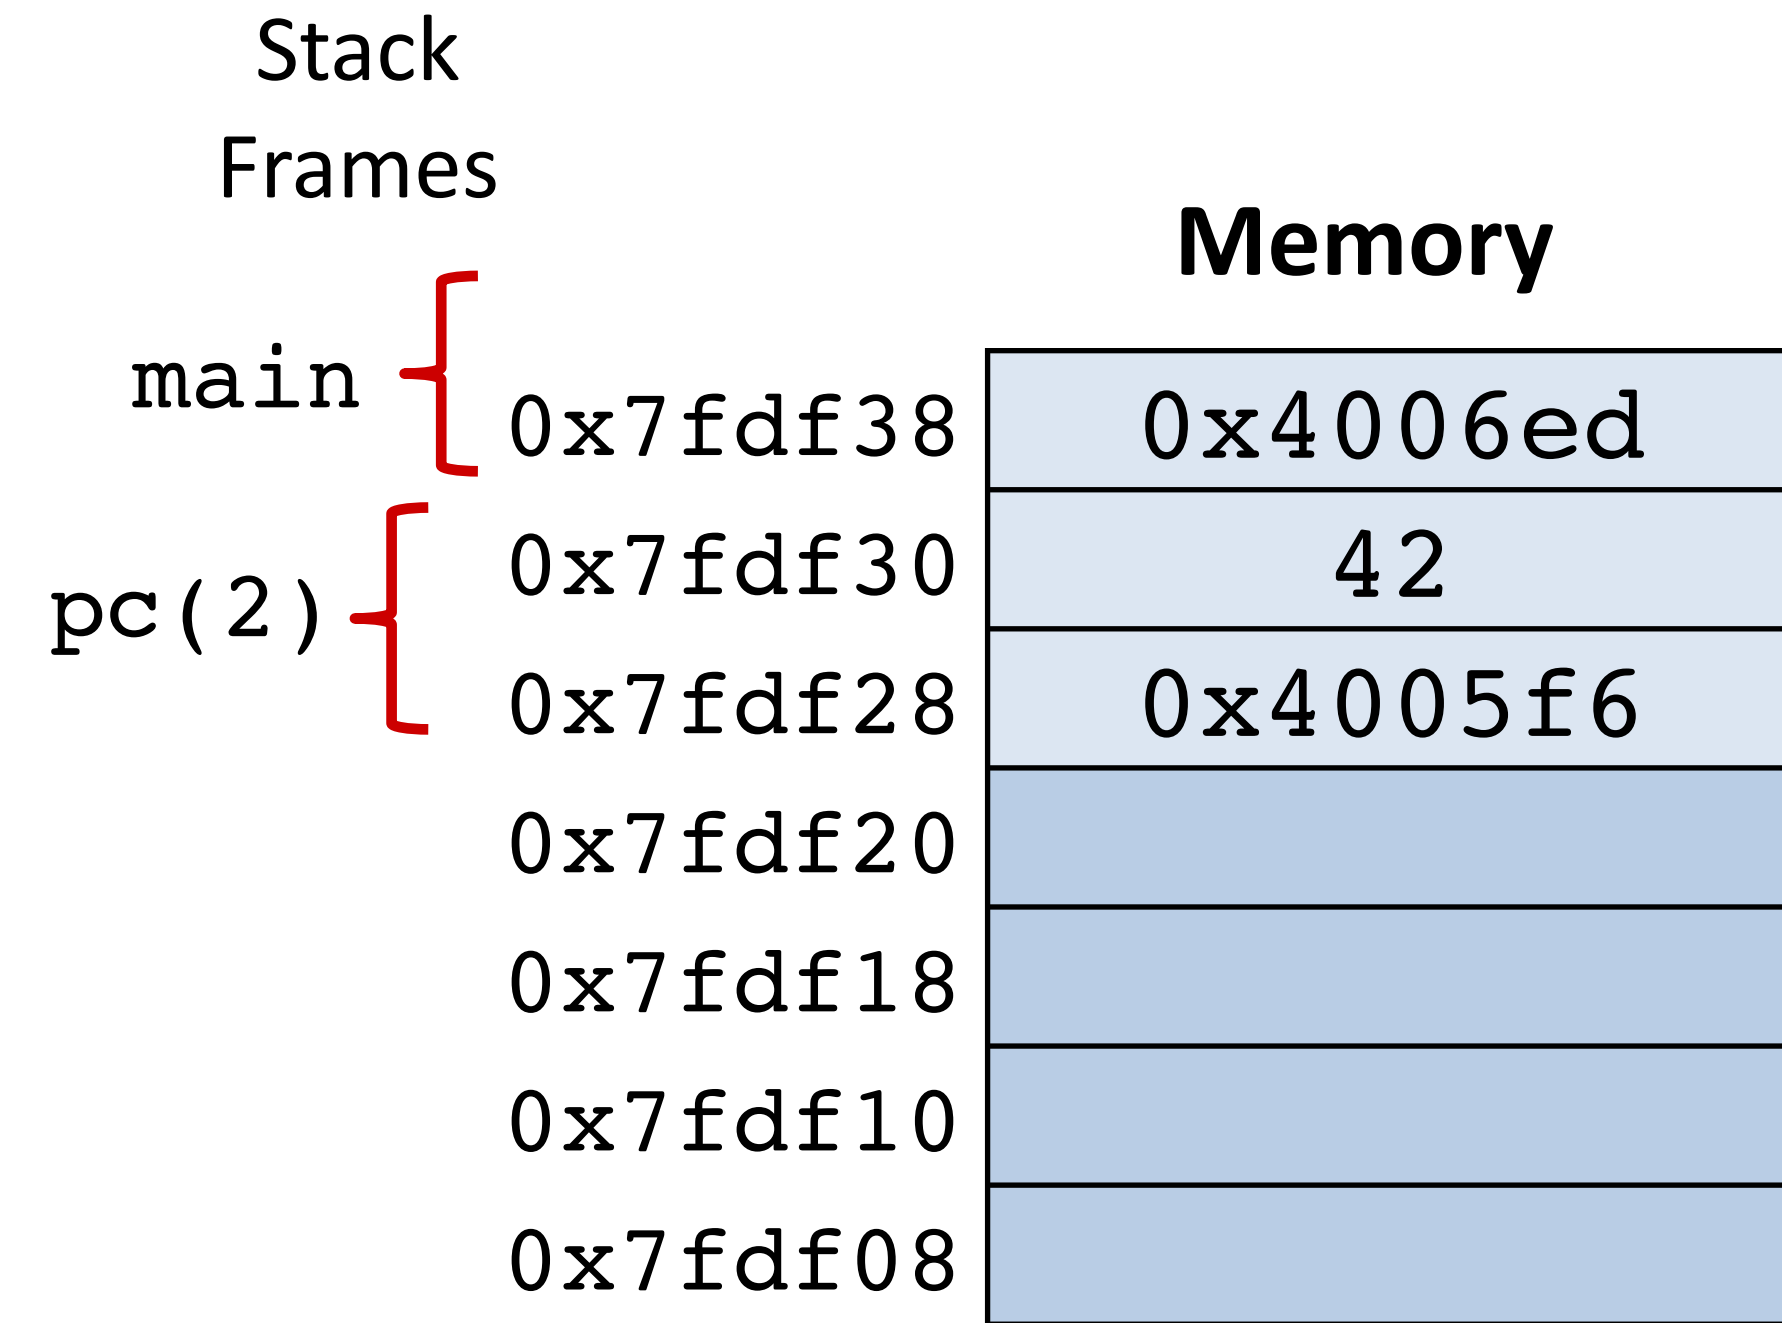 Stack
Frames
Memory
main
0x7fdf38 0x4006ed
0x7fdf30 42
pc(2)
0x7fdf28 0x4005f6
0x7fdf20
0x7fdf18
0x7fdf10
0x7fdf08